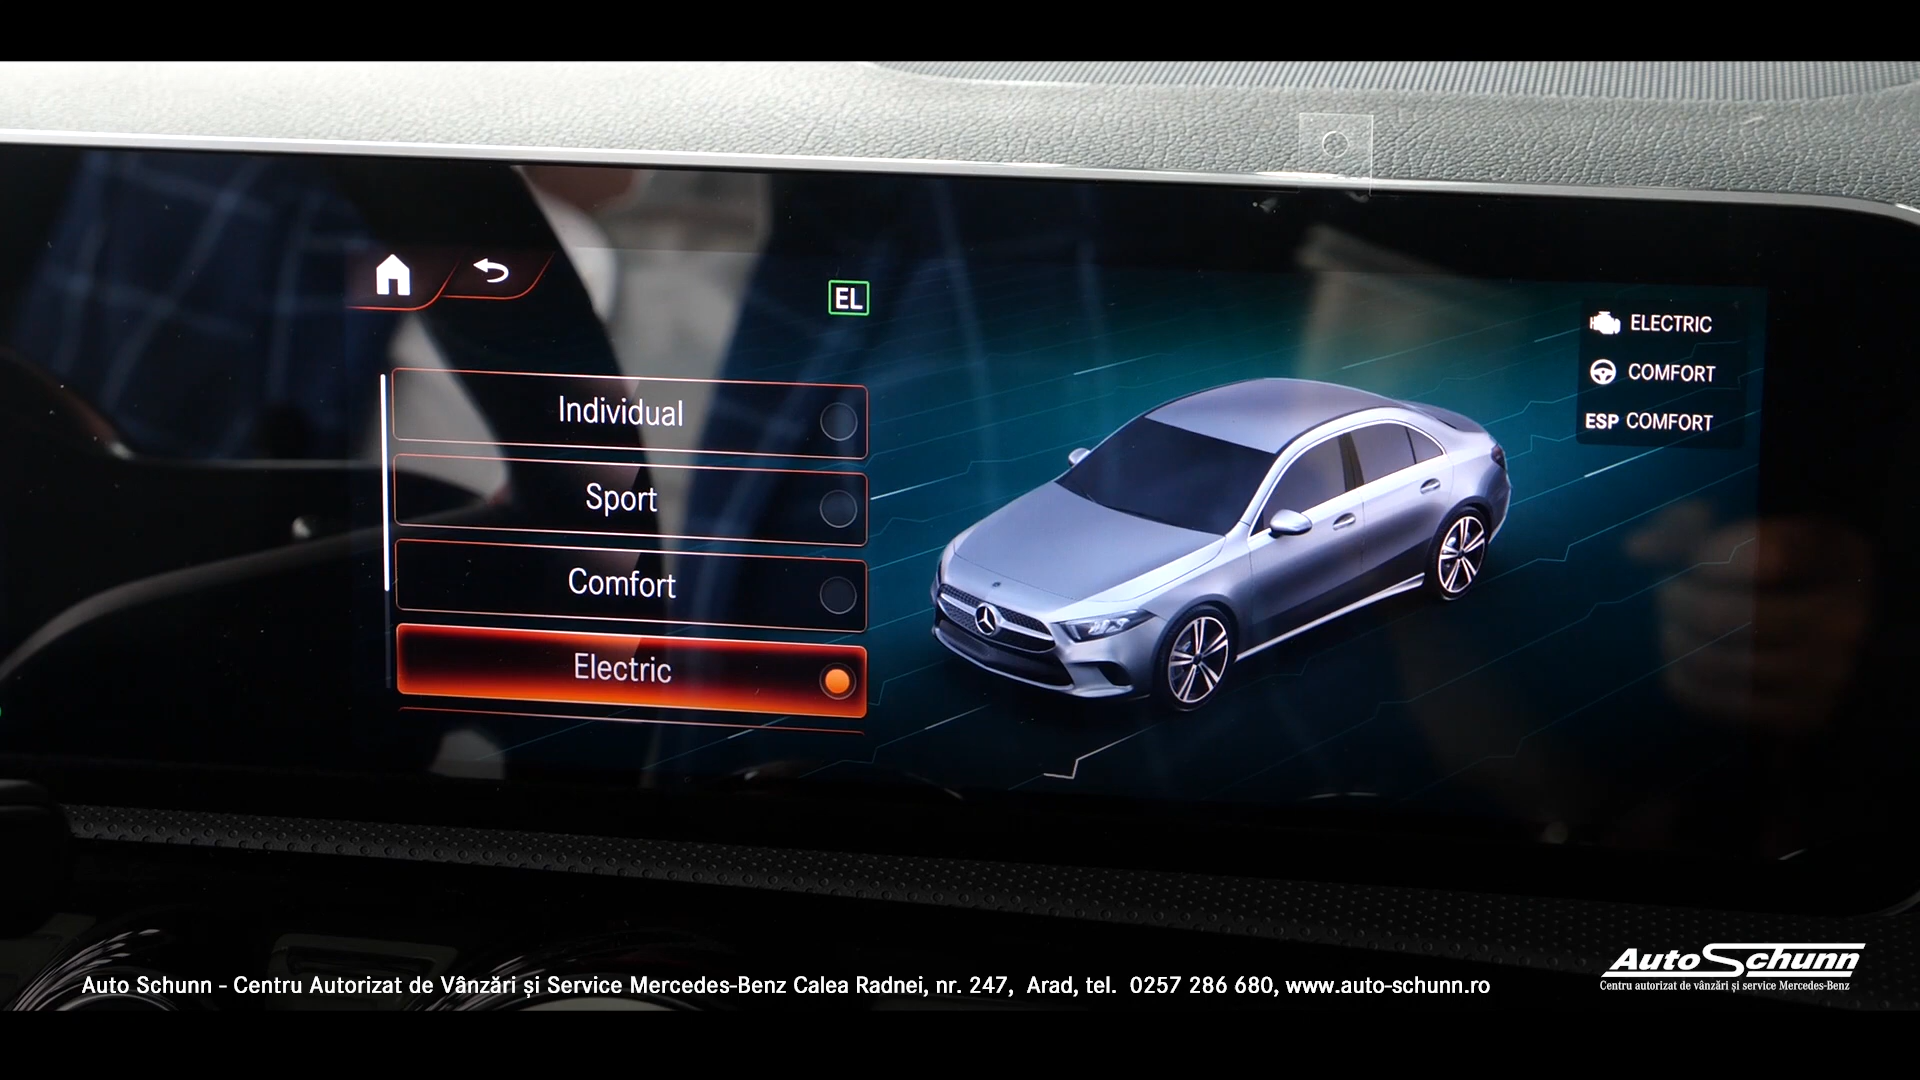 EL
Individual
Sport
Comfort
Electric
ELECTRIC
COMFORT
ESP COMFORT
Auto Schunn - Centru Autorizat de Vânzări și Service Mercedes-Benz Calea Radnei, nr. 247, Arad, tel. 0257 286 680, www.auto-schunn.ro
AutoSchunn
Centru autorizat de vânzări și service Mercedes-Benz